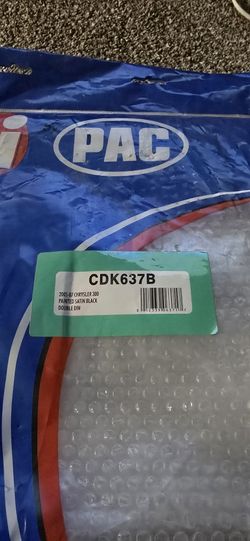 PAC
CDK637B
2005-07 CHRYSLER 300
PAINTED SATIN BLACK
DOUBLE DIN